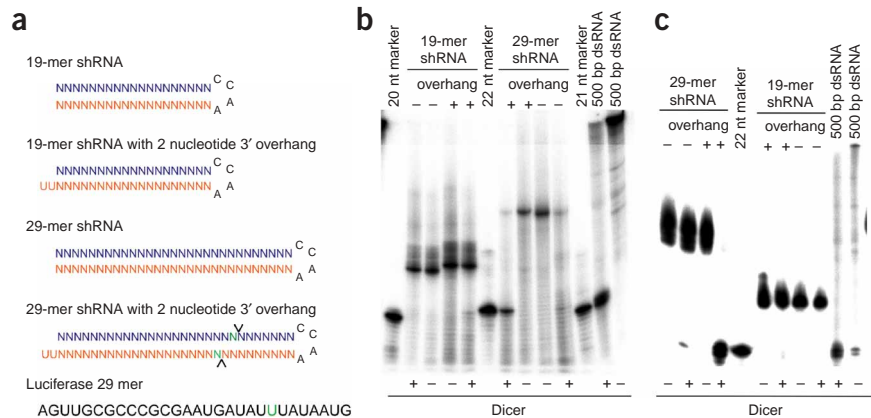 a
19-mer shRNA
NNNNNNNNNNNNNNNNNNN C C
NNNNNNNNNNNNNNNNNNN A A
19-mer shRNA with 2 nucleotide 3′ overhang
NNNNNNNNNNNNNNNNNNN C C
UUNNNNNNNNNNNNNNNNNNN A A
29-mer shRNA
NNNNNNNNNNNNNNNNNNNNNNNNNNNNN C C
NNNNNNNNNNNNNNNNNNNNNNNNNNNNN A A
29-mer shRNA with 2 nucleotide 3′ overhang
NNNNNNNNNNNNNNNNNNNNNNNNNNNNN C C
UUNNNNNNNNNNNNNNNNNNNNNNNNNNNNN A A
Luciferase 29 mer
AGUUGCGCCCGCGAAUGAUAUUUAUAAUG
b
20 nt marker
19-mer shRNA
overhang
– – + +
22 nt marker
29-mer shRNA
overhang
+ + – –
21 nt marker
500 bp dsRNA
500 bp dsRNA
+ – – + + – – + + –
Dicer
c
29-mer shRNA
overhang
– – + +
22 nt marker
19-mer shRNA
overhang
+ + – –
500 bp dsRNA
500 bp dsRNA
– + – + – + – + + –
Dicer